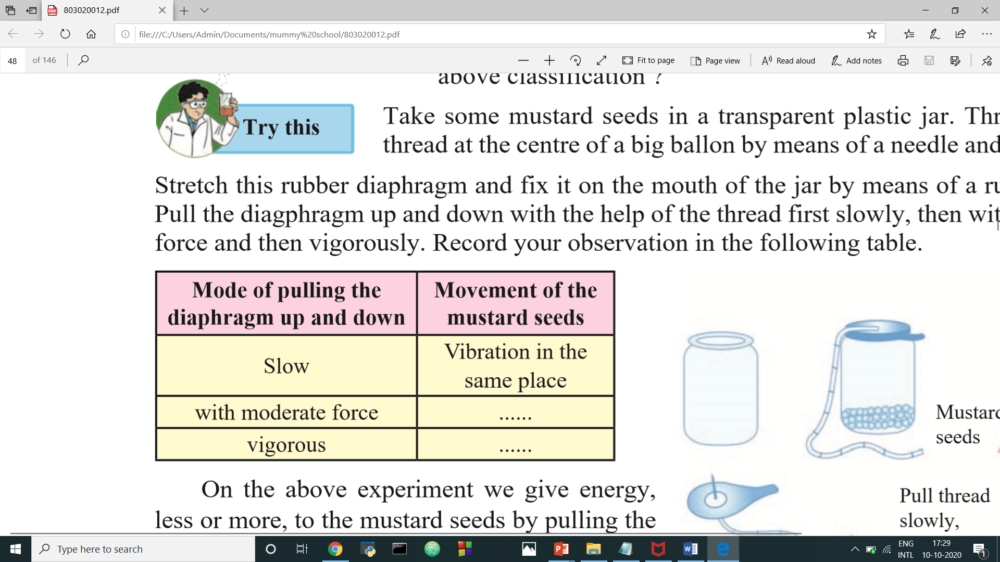 803020012.pdf
file:///C:/Users/Admin/Documents/mummy%20school/803020012.pdf
48 of 146
Fit to page
Page view
Read aloud
Add notes
above classification ?
Try this
Take some mustard seeds in a transparent plastic jar.
thread at the centre of a big ballon by means of a needle and
Stretch this rubber diaphragm and fix it on the mouth of the jar by means of a
Pull the diagphragm up and down with the help of the thread first slowly, then
force and then vigorously. Record your observation in the following table.
Mode of pulling the
diaphragm up and down
Movement of the
mustard seeds
Slow
Vibration in the
same place
with moderate force
......
vigorous
......
seeds
On the above experiment we give energy,
less or more, to the mustard seeds by pulling the
Pull thread
slowly,
Type here to search
ENG
INTL
17:29
10-10-2020
1